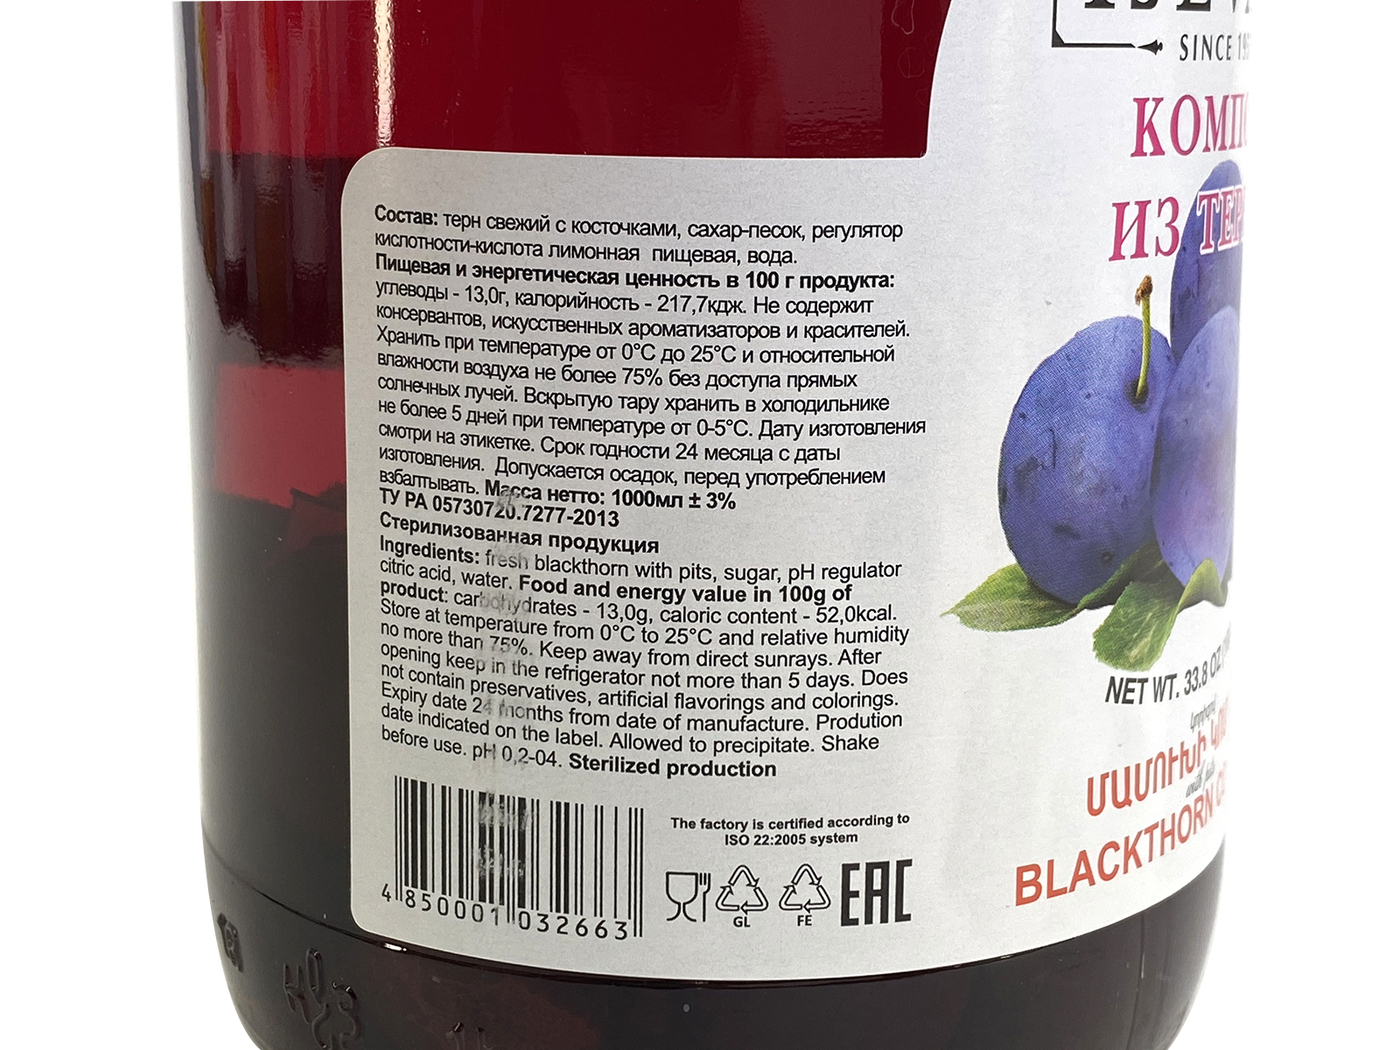 SINCE
КОМПО
ИЗ ТЕР
Состав: терн свежий с косточками, сахар-песок, регулятор
кислотности-кислота лимонная пищевая, вода.
Пищевая и энергетическая ценность в 100 г продукта:
углеводы - 13,0г, калорийность - 217,7кдж. Не содержит
консервантов, искусственных ароматизаторов и красителей.
Хранить при температуре от 0°C до 25°C и относительной
влажности воздуха не более 75% без доступа прямых
солнечных лучей. Вскрытую тару хранить в холодильнике
не более 5 дней при температуре от 0-5°C. Дату изготовления
смотри на этикетке. Срок годности 24 месяца с даты
изготовления. Допускается осадок, перед употреблением
взбалтывать. Масса нетто: 1000мл ± 3%
ТУ РА 05730720.7277-2013
Стерилизованная продукция
Ingredients: fresh blackthorn with pits, sugar, pH regulator
citric acid, water. Food and energy value in 100g of
product: carbohydrates - 13,0g, caloric content - 52,0kcal.
Store at temperature from 0°C to 25°C and relative humidity
no more than 75%. Keep away from direct sunrays. After
opening keep in the refrigerator not more than 5 days. Does
not contain preservatives, artificial flavorings and colorings.
Expiry date 24 months from date of manufacture. Prodution
date indicated on the label. Allowed to precipitate. Shake
before use. pH 0,2-04. Sterilized production
The factory is certified according to
ISO 22:2005 system
GL FE EAC
4 850001 032663
NET WT. 33.8 OZ
ՄԱՄՈՒԽԻ
BLACKTHORN